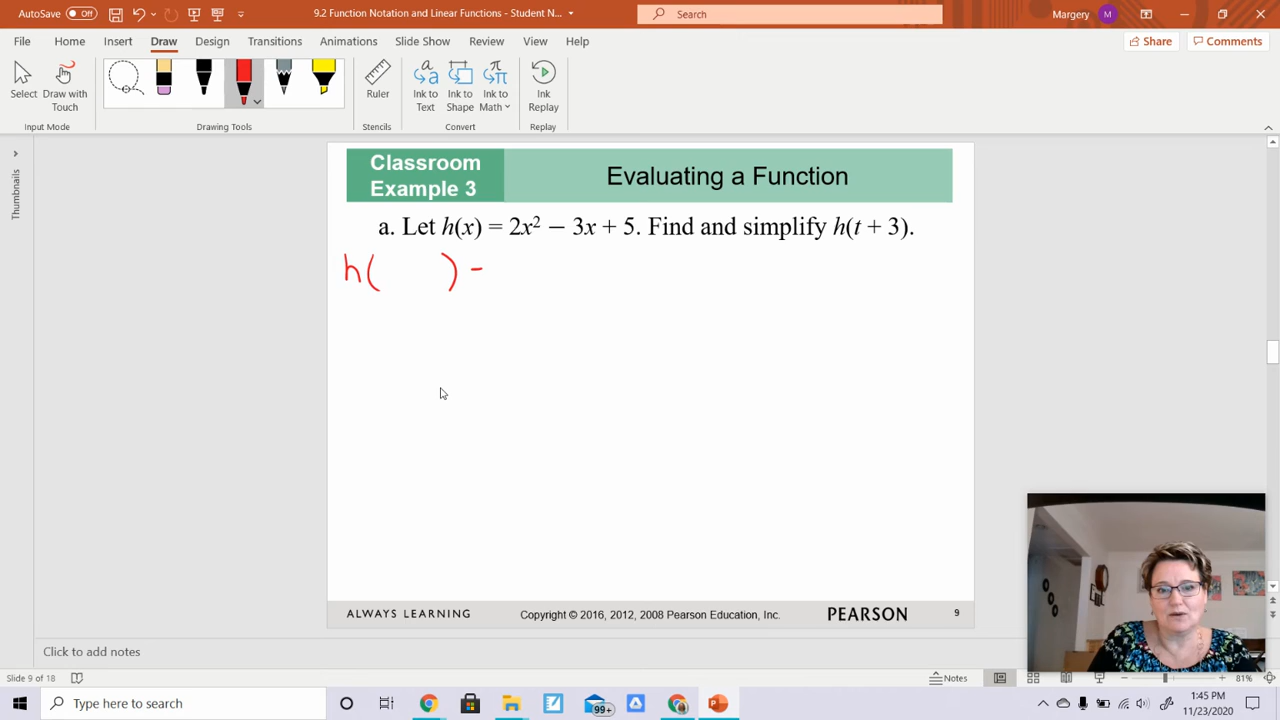 AutoSave Off 9.2 Function Notation and Linear Functions - Student N... Search Margery M
File Home Insert Draw Design Transitions Animations Slide Show Review View Help Share Comments
Select Draw with Touch Ruler Ink to Text Ink to Shape Ink to Math Ink Replay
Input Mode Drawing Tools Stencils Convert Replay
Thumbnails
Classroom Example 3
Evaluating a Function
a. Let h(x) = 2x² − 3x + 5. Find and simplify h(t + 3).
h( ) -
ALWAYS LEARNING Copyright © 2016, 2012, 2008 Pearson Education, Inc. PEARSON 9
Click to add notes
Slide 9 of 18 Notes 81%
Type here to search 99+ 1:45 PM
11/23/2020